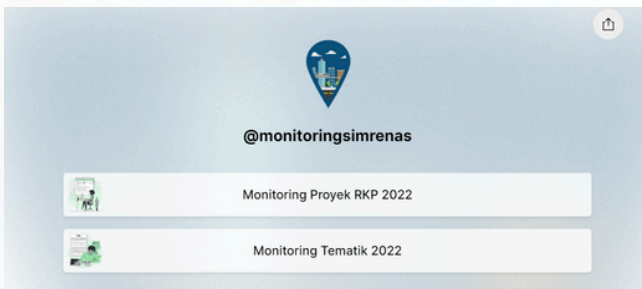 @monitoringsimrenas
Monitoring Proyek RKP 2022
Monitoring Tematik 2022